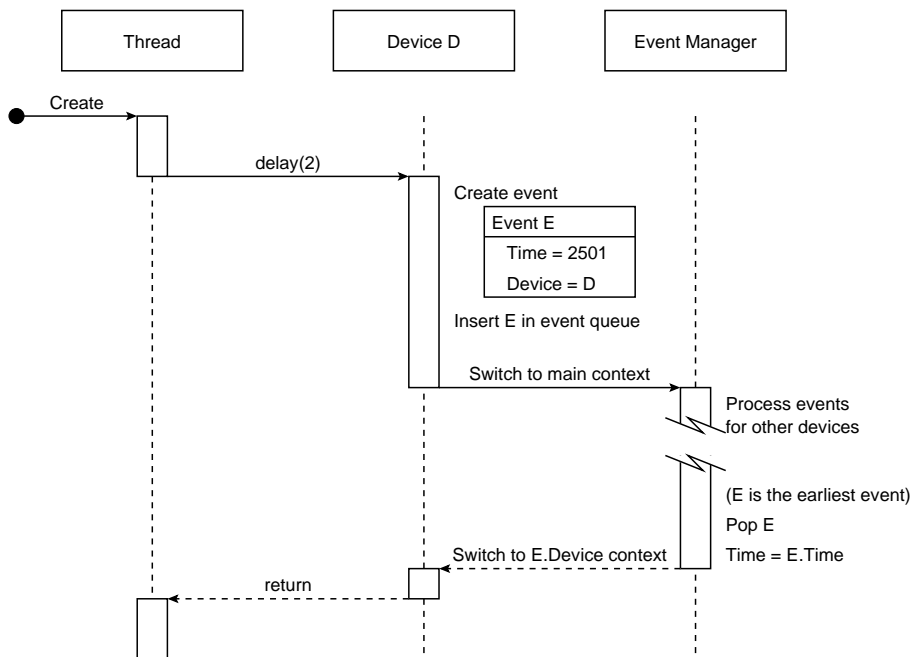 Thread
Device D
Event Manager
Create
delay(2)
Create event
Event E
Time = 2501
Device = D
Insert E in event queue
Switch to main context
Process events
for other devices
(E is the earliest event)
Pop E
Switch to E.Device context
Time = E.Time
return